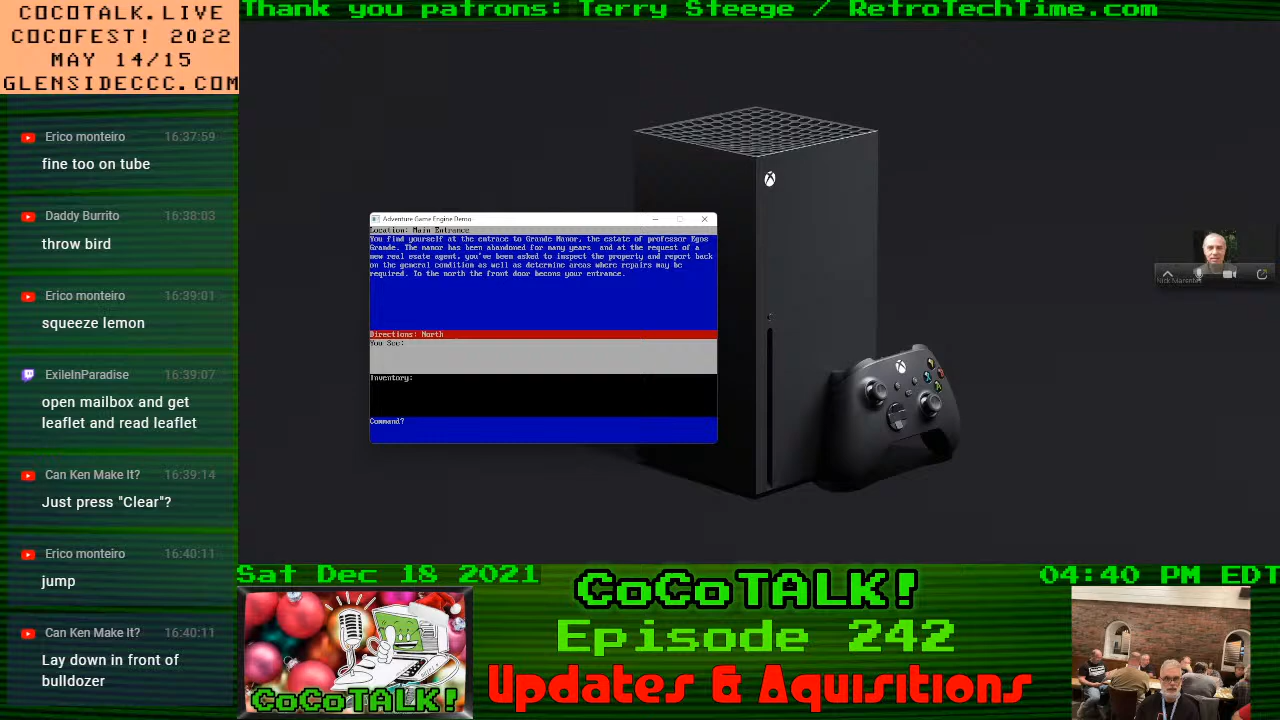 COCOTALK.LIVE
COCOFEST! 2022
MAY 14/15
GLENSIDECCC.COM
Thank you patrons: Terry Steege / RetroTechTime.com
Erico monteiro 16:37:59
fine too on tube
Daddy Burrito 16:38:03
throw bird
Erico monteiro 16:39:01
squeeze lemon
ExileInParadise 16:39:07
open mailbox and get
leaflet and read leaflet
Can Ken Make It? 16:39:14
Just press "Clear"?
Erico monteiro 16:40:11
jump
Can Ken Make It? 16:40:11
Lay down in front of
bulldozer
Adventure Game Engine Demo
Location: Main Entrance
You find yourself at the entrace to Grande Manor, the estate of professor Egos
Grande. The manor has been abandoned for many years and at the request of a
new real esate agent, you've been asked to inspect the property and report back
on the general condition as well as determine areas where repairs may be
required. To the north the front door becons your entrance.
Directions: North
You See:
Inventory:
Command?
Nick Marentes
Sat Dec 18 2021
CoCoTALK!
04:40 PM EDT
Episode 242
Updates & Aquisitions
CoCoTALK!